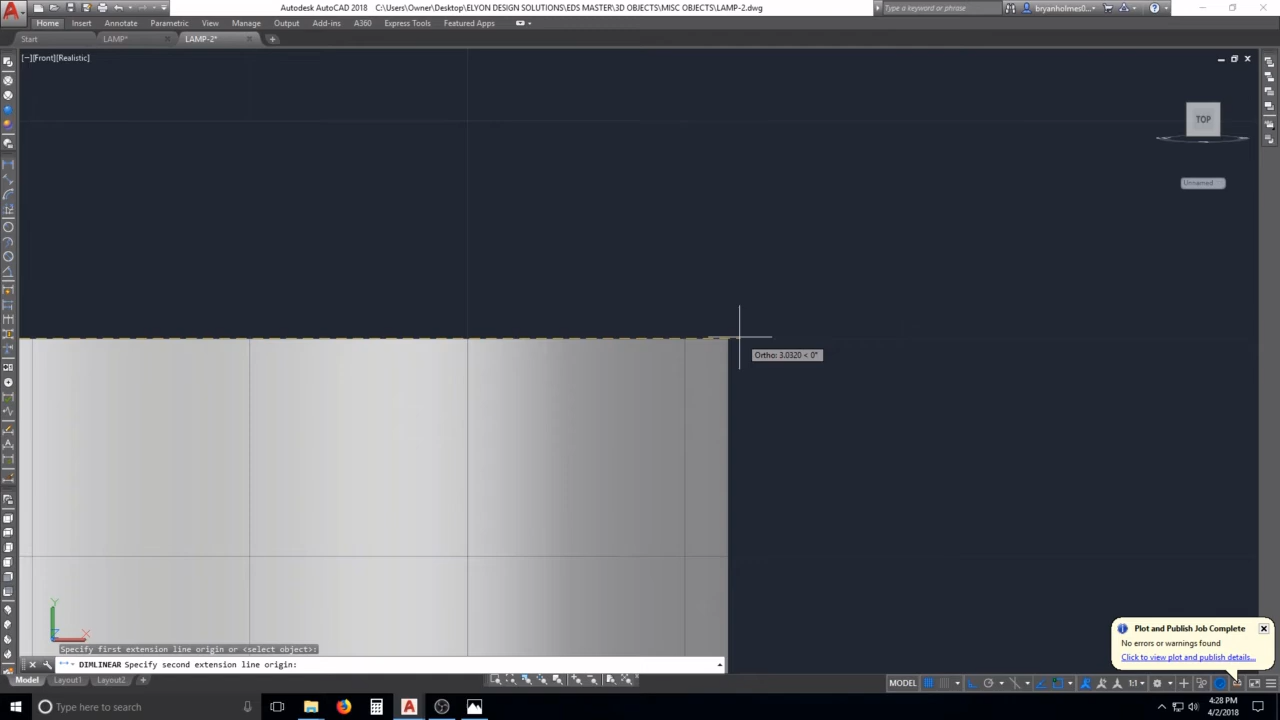 Autodesk AutoCAD 2018 C:\Users\Owner\Desktop\ELYON DESIGN SOLUTIONS\EDS MASTER\3D OBJECTS\MISC OBJECTS\LAMP-2.dwg
Type a keyword or phrase
bryanholmes0...
Home Insert Annotate Parametric View Manage Output Add-ins A360 Express Tools Featured Apps
Start LAMP* LAMP-2*
[−][Front][Realistic]
TOP
Unnamed
Ortho: 3.0320 < 0°
Y
X
Z
Specify first extension line origin or <select object>:
DIMLINEAR Specify second extension line origin:
Plot and Publish Job Complete
No errors or warnings found
Click to view plot and publish details...
Model Layout1 Layout2
MODEL
1:1
Type here to search
4:28 PM
4/2/2018